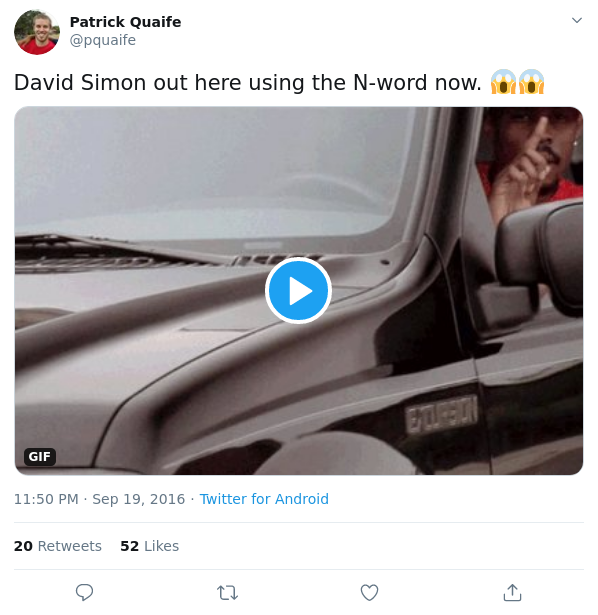 Patrick Quaife
@pquaife
David Simon out here using the N-word now. 😱😱
GIF
11:50 PM · Sep 19, 2016 · Twitter for Android
20 Retweets 52 Likes